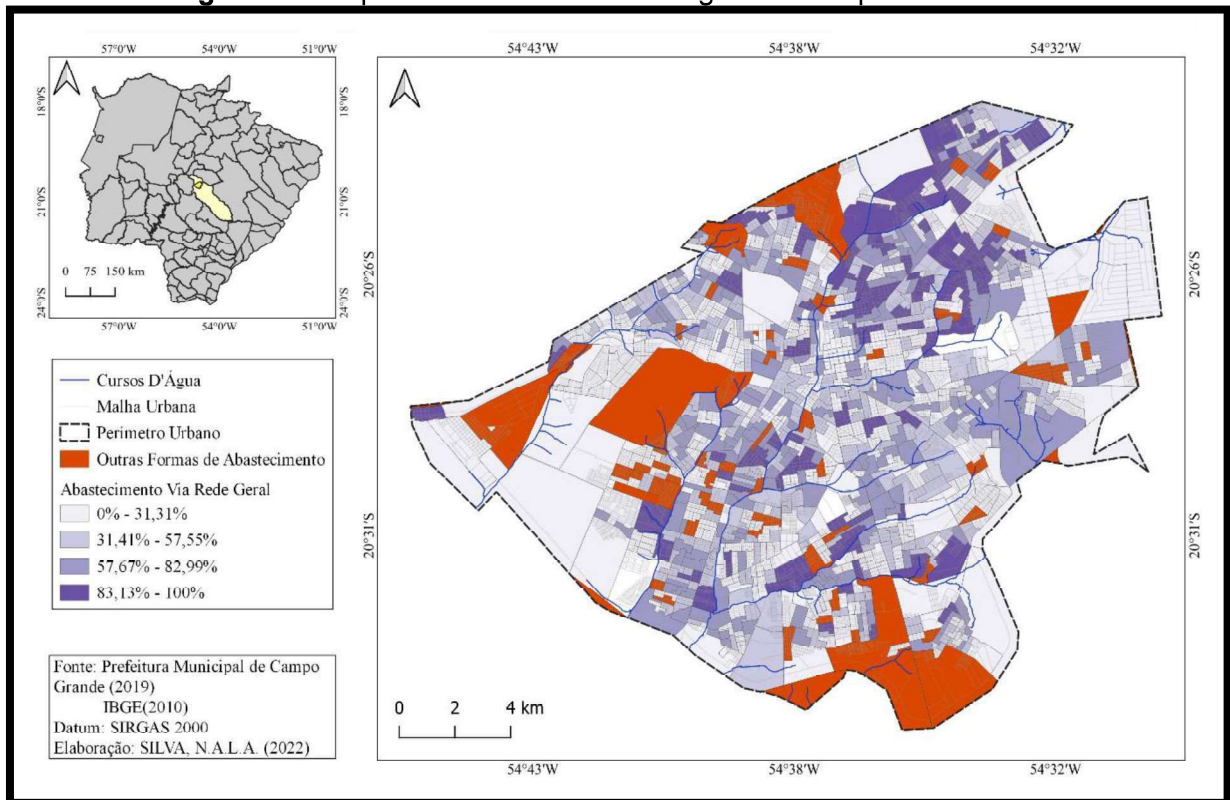 57°0'W 54°0'W 51°0'W
18°0'S
21°0'S
24°0'S
18°0'S
21°0'S
24°0'S
0 75 150 km
57°0'W 54°0'W 51°0'W
Cursos D'Água
Malha Urbana
Perimetro Urbano
Outras Formas de Abastecimento
Abastecimento Via Rede Geral
0% - 31,31%
31,41% - 57,55%
57,67% - 82,99%
83,13% - 100%
Fonte: Prefeitura Municipal de Campo
Grande (2019)
IBGE(2010)
Datum: SIRGAS 2000
Elaboração: SILVA, N.A.L.A. (2022)
54°43'W 54°38'W 54°32'W
20°26'S
20°31'S
20°26'S
20°31'S
0 2 4 km
54°43'W 54°38'W 54°32'W